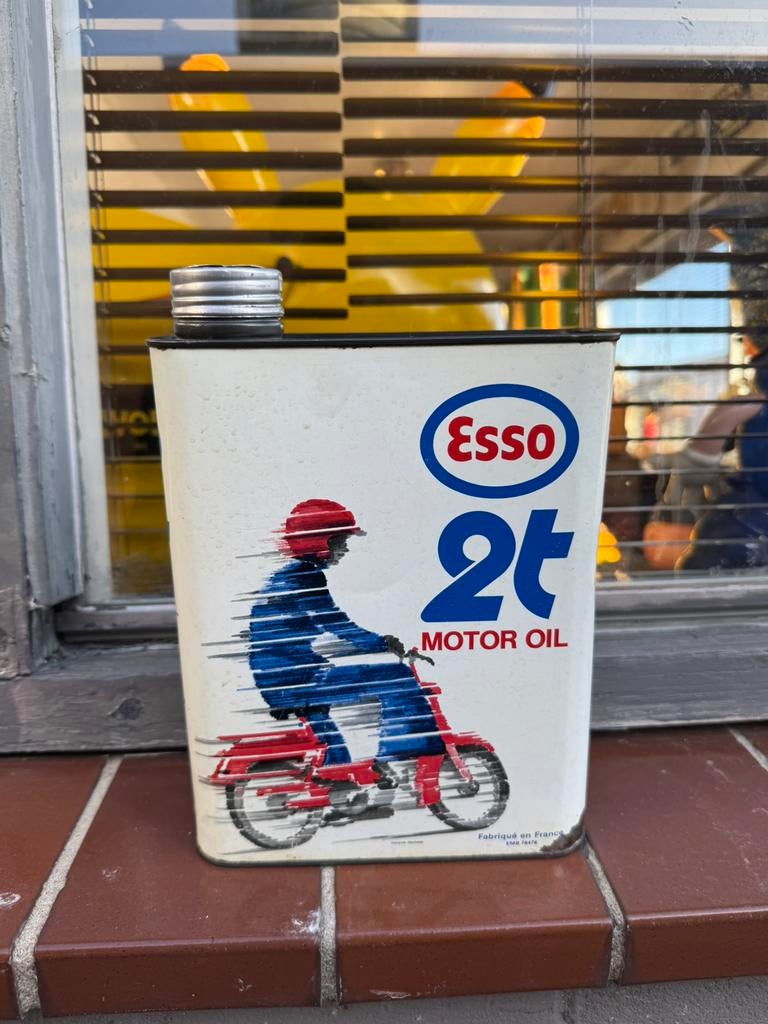 Esso
2t
MOTOR OIL
Fabriqué en France